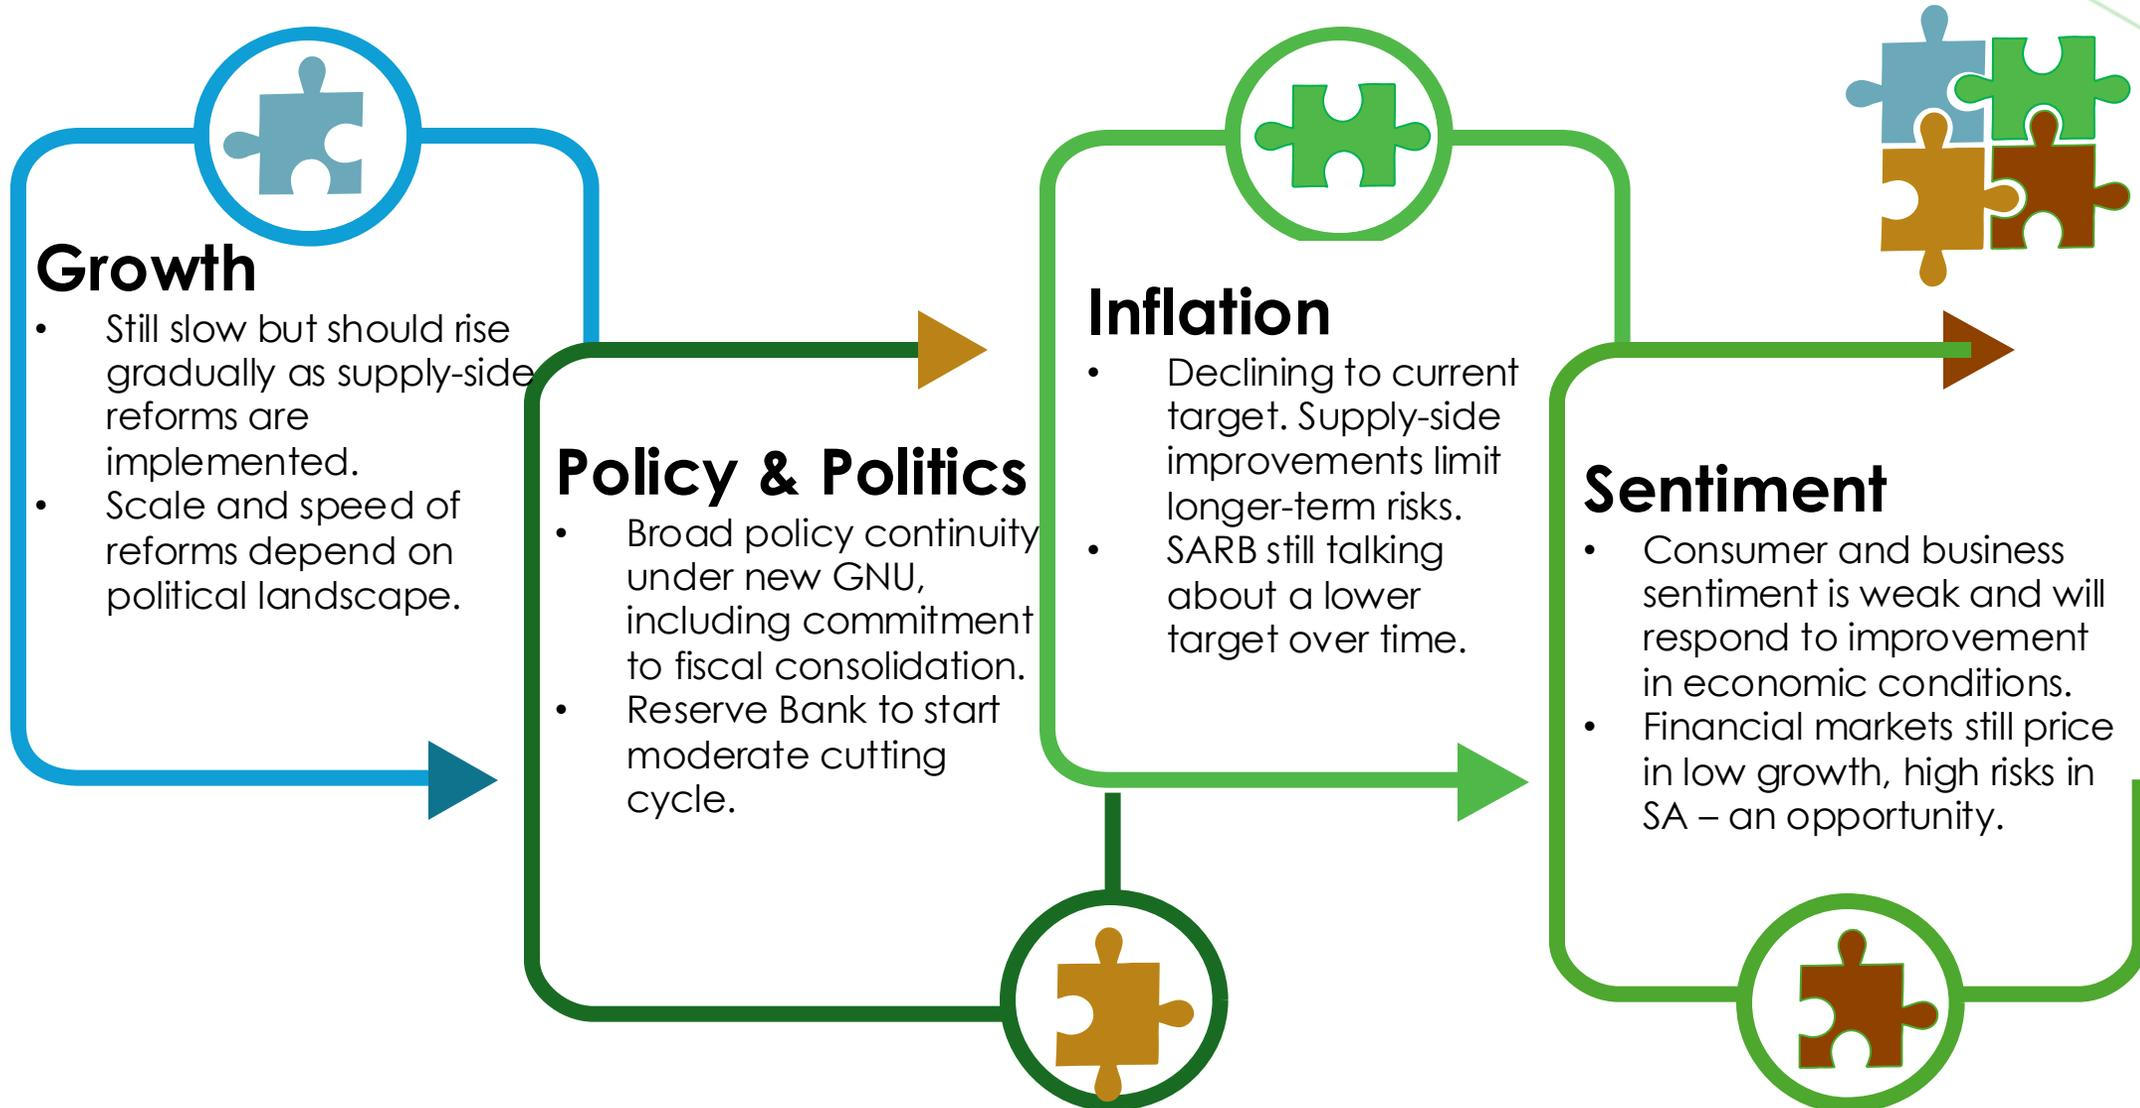 Growth
• Still slow but should rise
gradually as supply-side
reforms are
implemented.
• Scale and speed of
reforms depend on
political landscape.
Policy & Politics
• Broad policy continuity
under new GNU,
including commitment
to fiscal consolidation.
• Reserve Bank to start
moderate cutting
cycle.
Inflation
• Declining to current
target. Supply-side
improvements limit
longer-term risks.
• SARB still talking
about a lower
target over time.
Sentiment
• Consumer and business
sentiment is weak and will
respond to improvement
in economic conditions.
• Financial markets still price
in low growth, high risks in
SA – an opportunity.